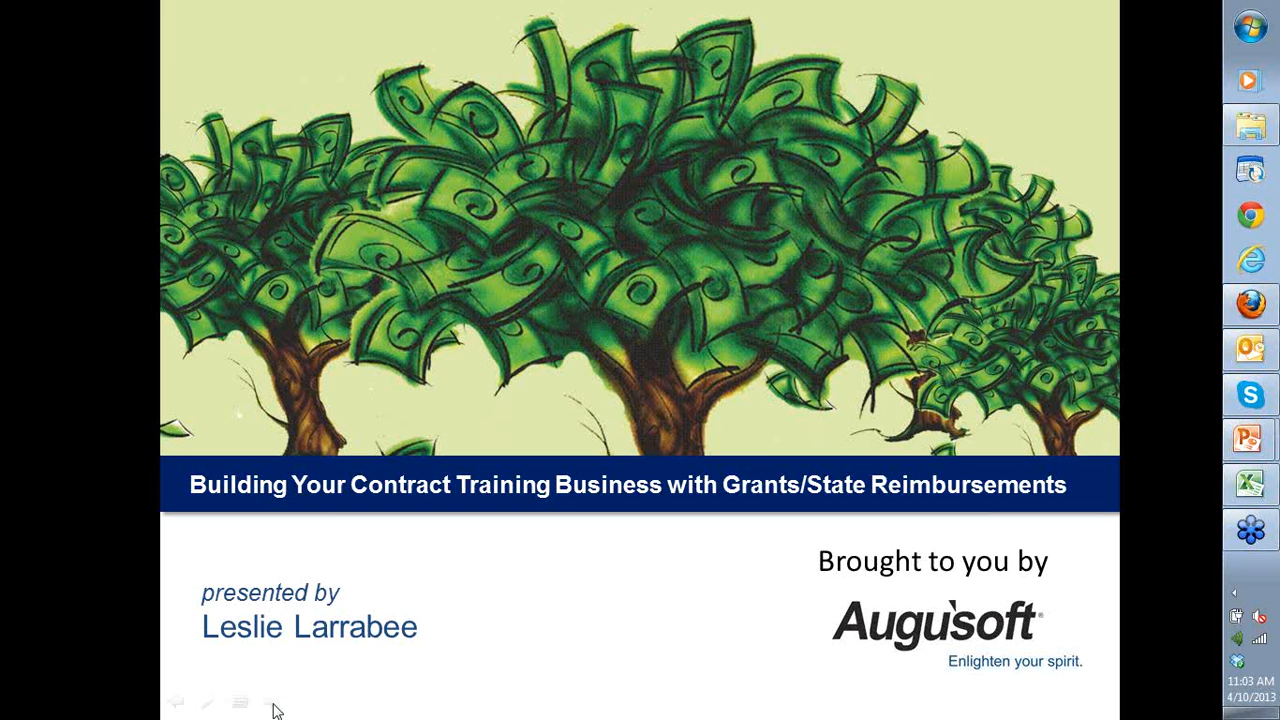 Building Your Contract Training Business with Grants/State Reimbursements
presented by
Leslie Larrabee
Brought to you by
Augusoft®
Enlighten your spirit.
11:03 AM
4/10/2013